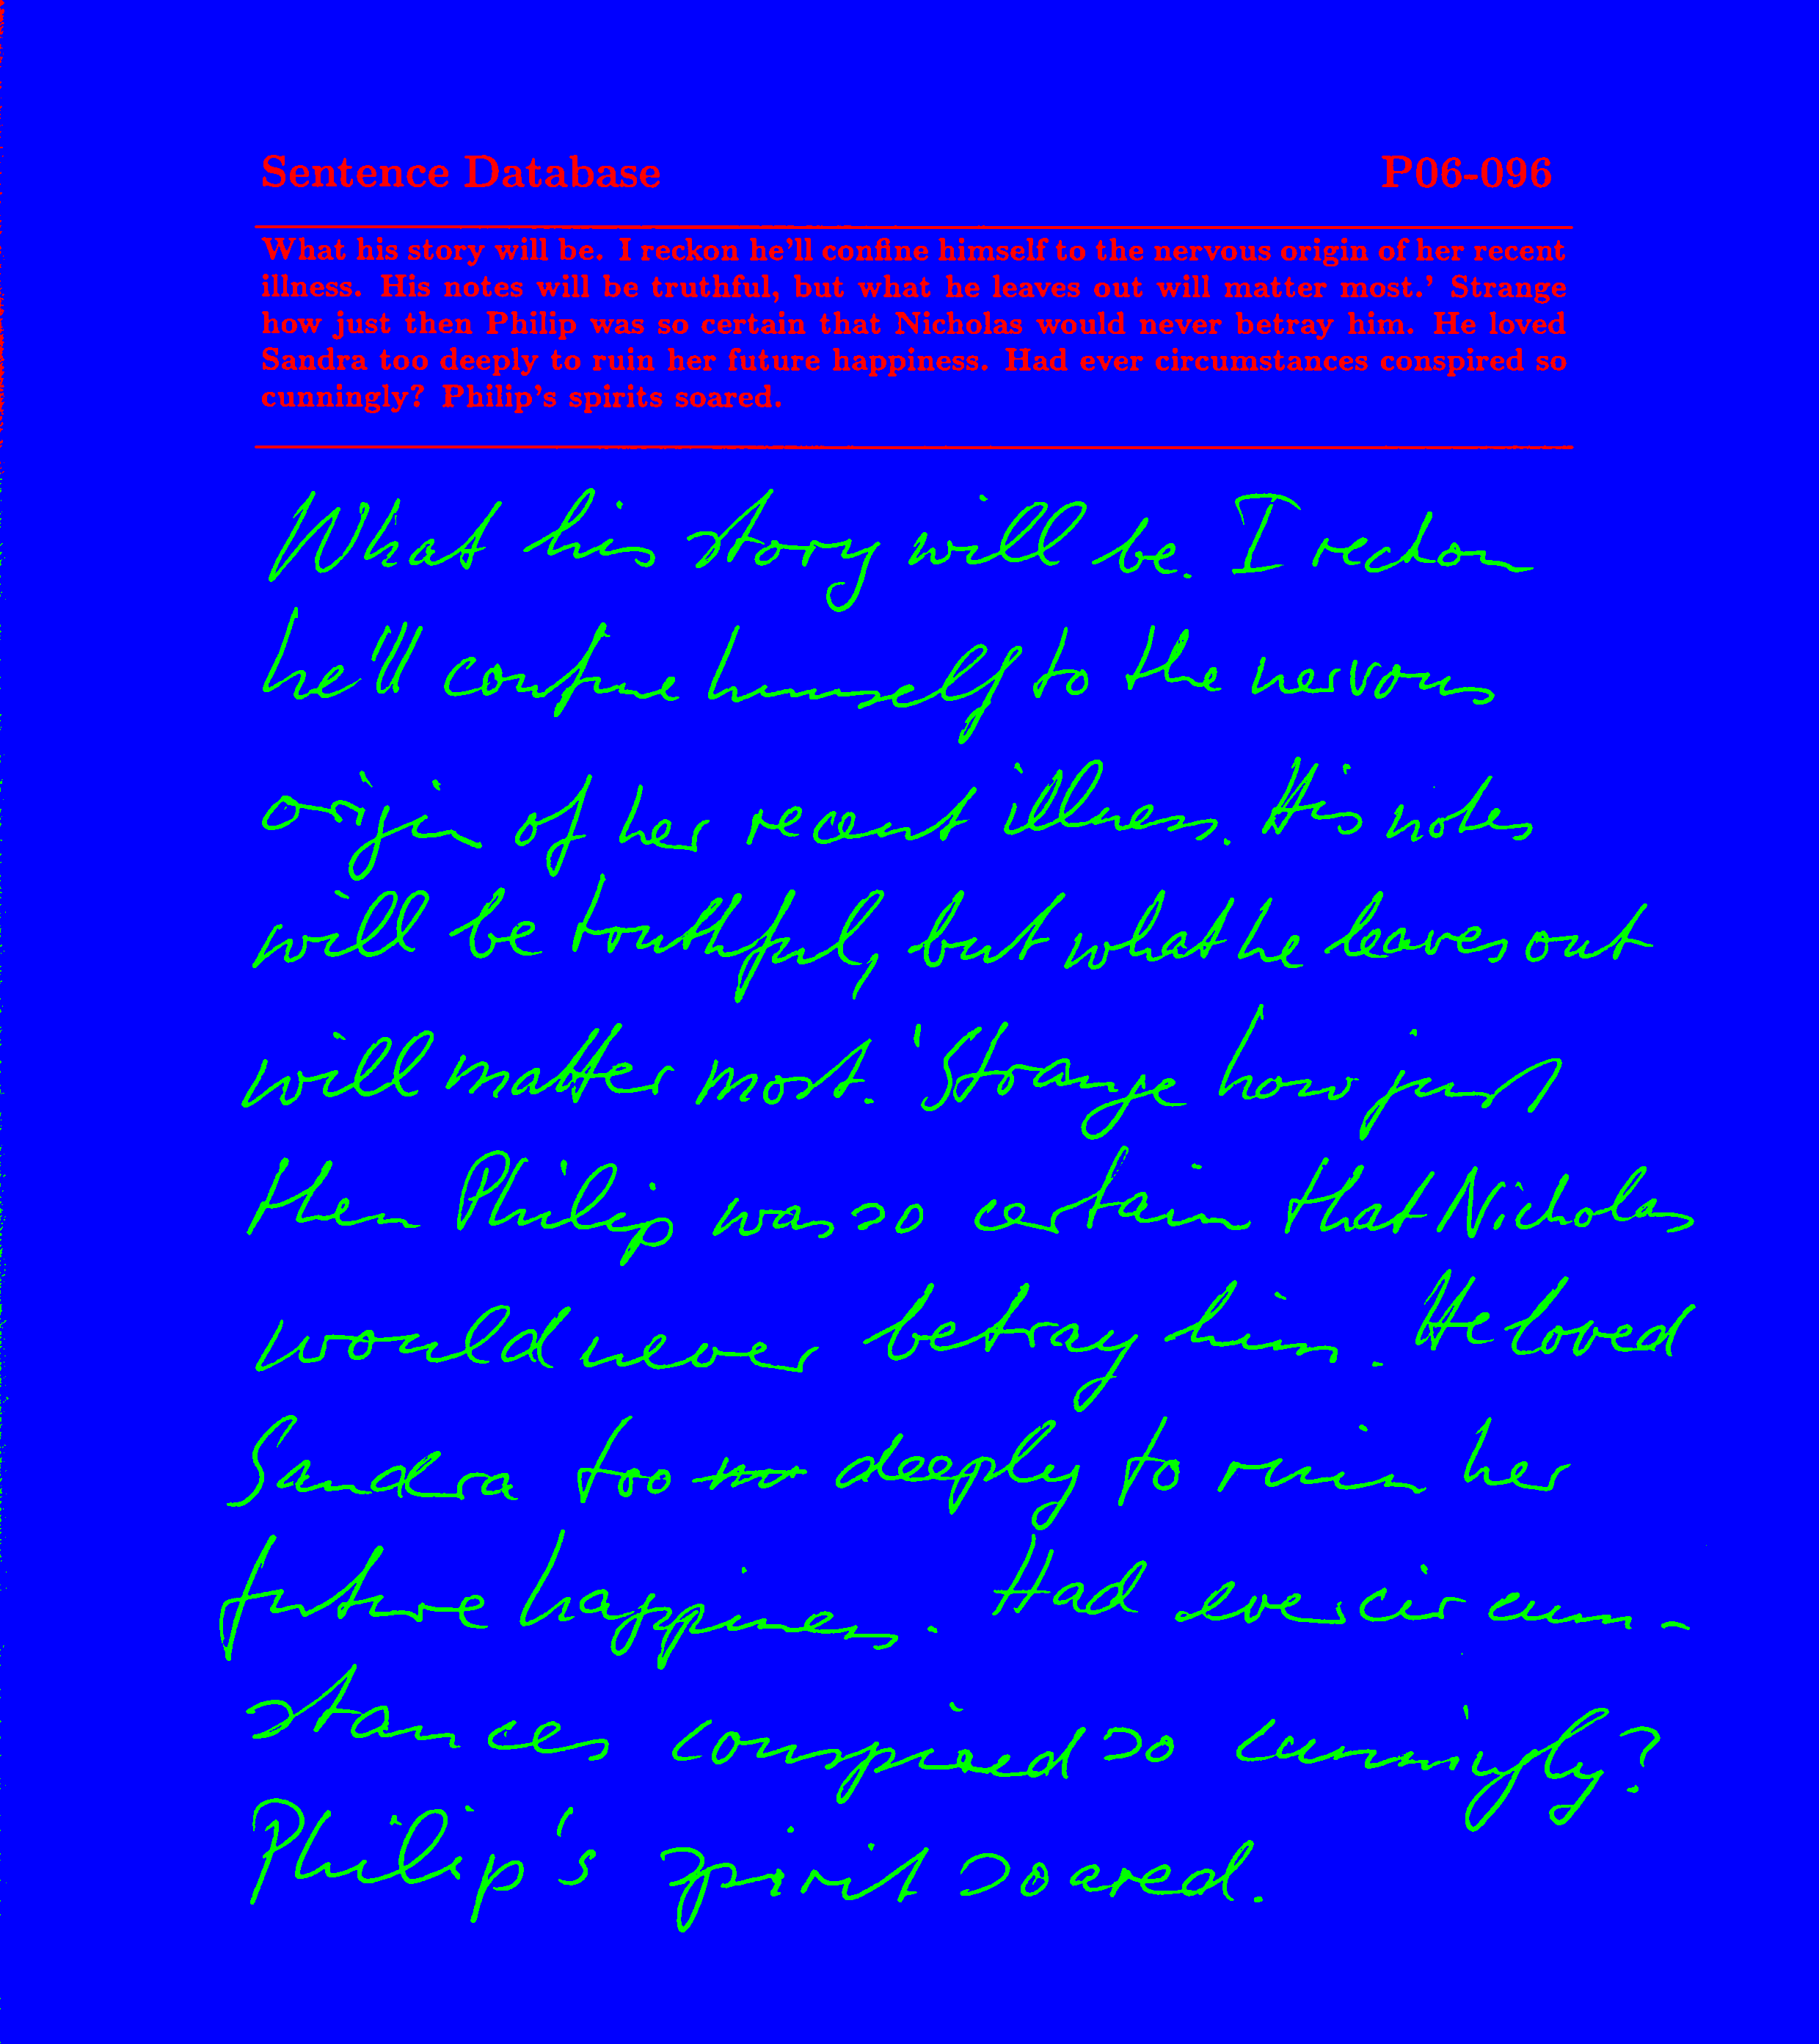 Sentence Database P06-096
What his story will be. I reckon he'll confine himself to the nervous origin of her recent
illness. His notes will be truthful, but what he leaves out will matter most.' Strange
how just then Philip was so certain that Nicholas would never betray him. He loved
Sandra too deeply to ruin her future happiness. Had ever circumstances conspired so
cunningly? Philip's spirits soared.
What his story will be. I reckon
he'll confine himself to the nervous
origin of her recent illness. His notes
will be truthful, but what he leaves out
will matter most.' Strange how just
then Philip was so certain that Nicholas
would never betray him. He loved
Sandra too deeply to ruin her
future happiness. Had ever circum-
stances conspired so cunningly?
Philip's spirit soared.